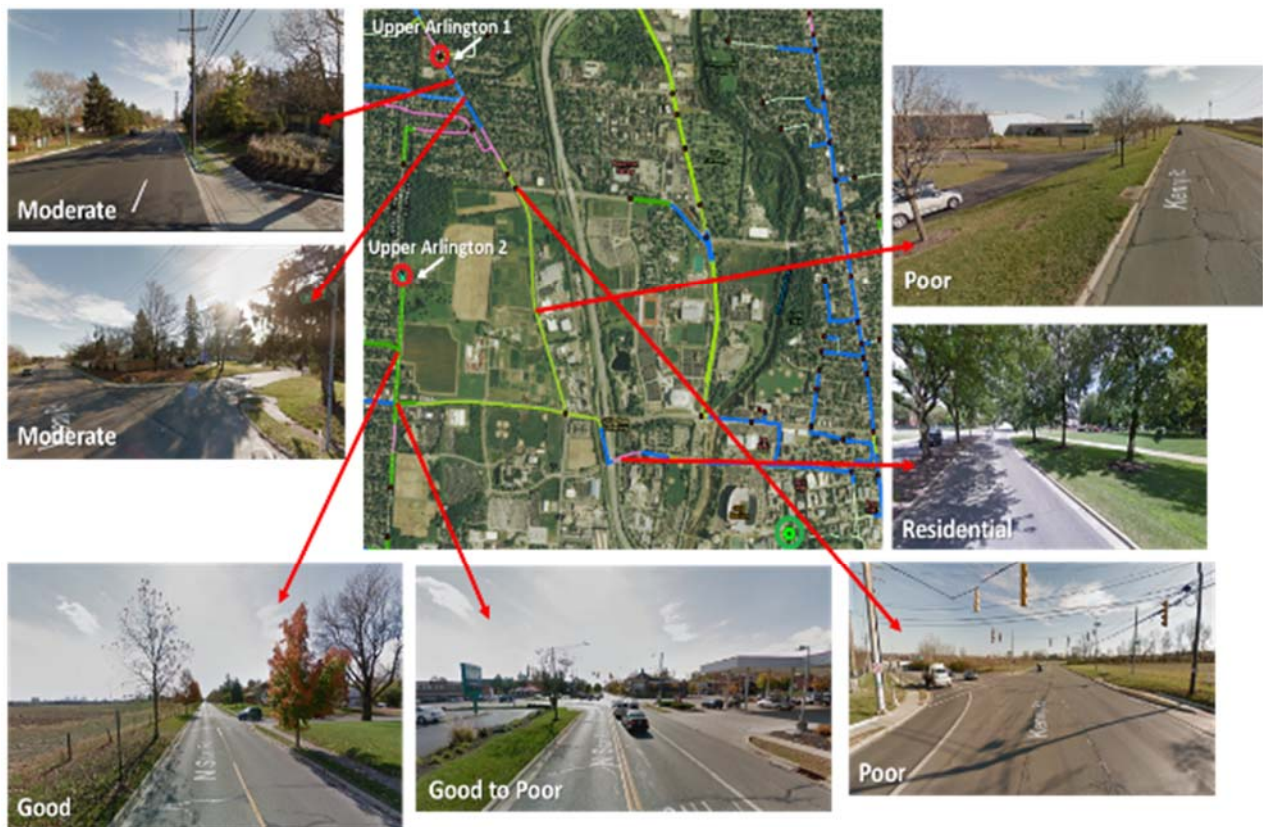 Upper Arlington 1
Moderate
Upper Arlington 2
Poor
Moderate
Residential
Good
Good to Poor
Poor